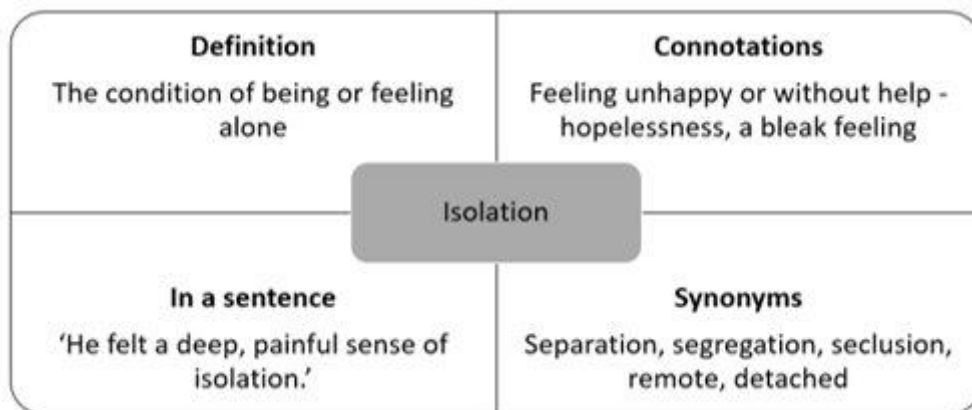 Definition
The condition of being or feeling
alone
Connotations
Feeling unhappy or without help -
hopelessness, a bleak feeling
Isolation
In a sentence
‘He felt a deep, painful sense of
isolation.’
Synonyms
Separation, segregation, seclusion,
remote, detached